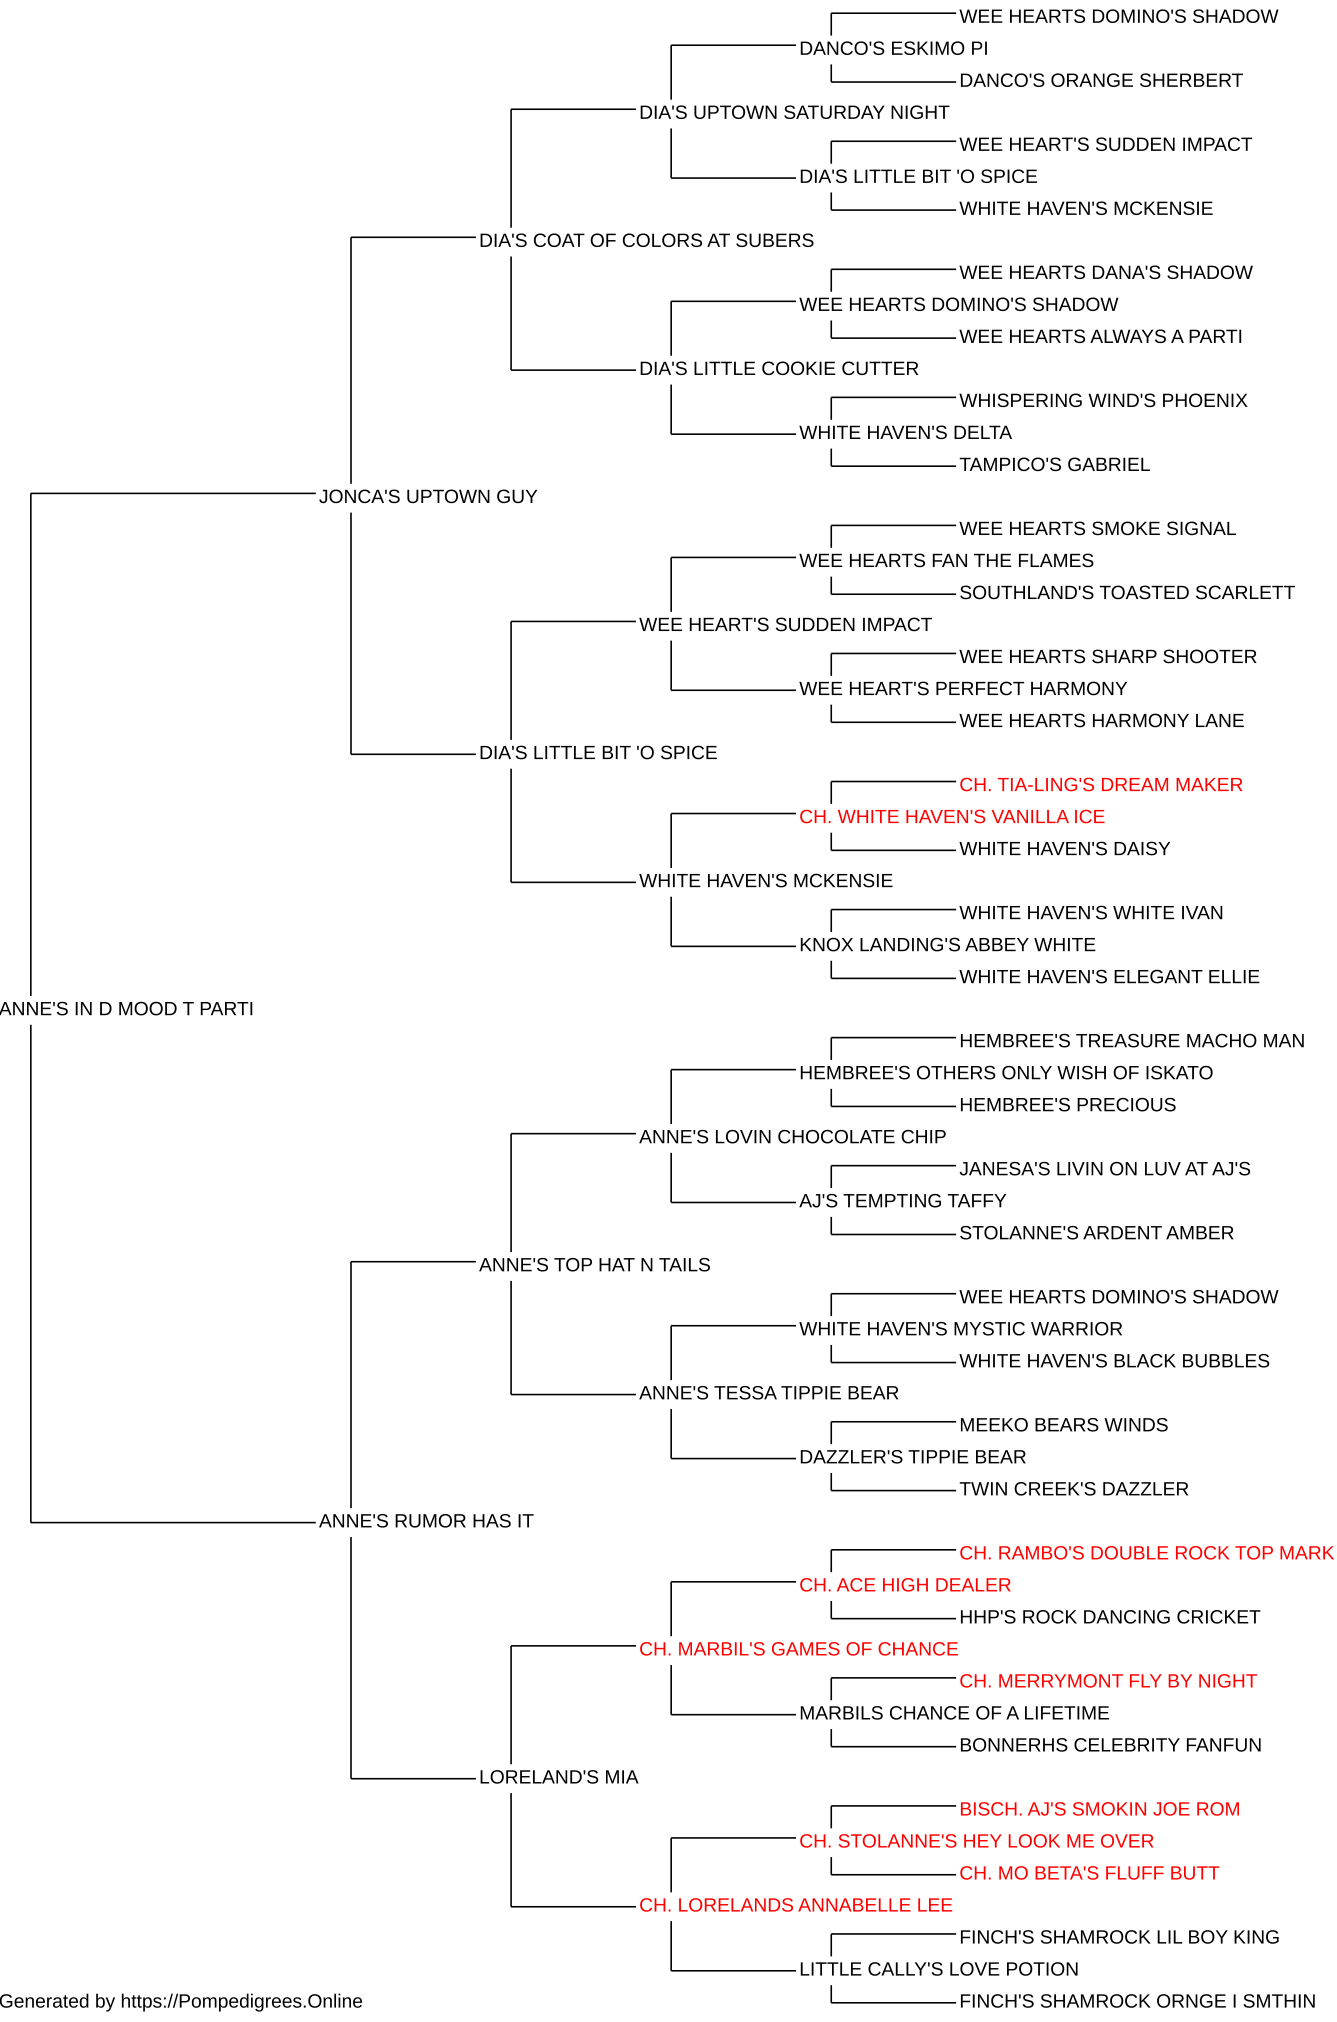 WEE HEARTS DOMINO'S SHADOW
DANCO'S ESKIMO PI
DANCO'S ORANGE SHERBERT
DIA'S UPTOWN SATURDAY NIGHT
WEE HEART'S SUDDEN IMPACT
DIA'S LITTLE BIT 'O SPICE
WHITE HAVEN'S MCKENSIE
DIA'S COAT OF COLORS AT SUBERS
WEE HEARTS DANA'S SHADOW
WEE HEARTS DOMINO'S SHADOW
WEE HEARTS ALWAYS A PARTI
DIA'S LITTLE COOKIE CUTTER
WHISPERING WIND'S PHOENIX
WHITE HAVEN'S DELTA
TAMPICO'S GABRIEL
JONCA'S UPTOWN GUY
WEE HEARTS SMOKE SIGNAL
WEE HEARTS FAN THE FLAMES
SOUTHLAND'S TOASTED SCARLETT
WEE HEART'S SUDDEN IMPACT
WEE HEARTS SHARP SHOOTER
WEE HEART'S PERFECT HARMONY
WEE HEARTS HARMONY LANE
DIA'S LITTLE BIT 'O SPICE
CH. TIA-LING'S DREAM MAKER
CH. WHITE HAVEN'S VANILLA ICE
WHITE HAVEN'S DAISY
WHITE HAVEN'S MCKENSIE
WHITE HAVEN'S WHITE IVAN
KNOX LANDING'S ABBEY WHITE
WHITE HAVEN'S ELEGANT ELLIE
ANNE'S IN D MOOD T PARTI
HEMBREE'S TREASURE MACHO MAN
HEMBREE'S OTHERS ONLY WISH OF ISKATO
HEMBREE'S PRECIOUS
ANNE'S LOVIN CHOCOLATE CHIP
JANESA'S LIVIN ON LUV AT AJ'S
AJ'S TEMPTING TAFFY
STOLANNE'S ARDENT AMBER
ANNE'S TOP HAT N TAILS
WEE HEARTS DOMINO'S SHADOW
WHITE HAVEN'S MYSTIC WARRIOR
WHITE HAVEN'S BLACK BUBBLES
ANNE'S TESSA TIPPIE BEAR
MEEKO BEARS WINDS
DAZZLER'S TIPPIE BEAR
TWIN CREEK'S DAZZLER
ANNE'S RUMOR HAS IT
CH. RAMBO'S DOUBLE ROCK TOP MARK
CH. ACE HIGH DEALER
HHP'S ROCK DANCING CRICKET
CH. MARBIL'S GAMES OF CHANCE
CH. MERRYMONT FLY BY NIGHT
MARBILS CHANCE OF A LIFETIME
BONNERHS CELEBRITY FANFUN
LORELAND'S MIA
BISCH. AJ'S SMOKIN JOE ROM
CH. STOLANNE'S HEY LOOK ME OVER
CH. MO BETA'S FLUFF BUTT
CH. LORELANDS ANNABELLE LEE
FINCH'S SHAMROCK LIL BOY KING
LITTLE CALLY'S LOVE POTION
FINCH'S SHAMROCK ORNGE I SMTHIN
Generated by https://Pompedigrees.Online